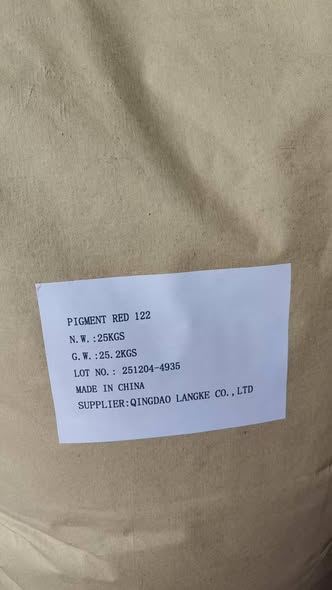 PIGMENT RED 122
N.W.:25KGS
G.W.:25.2KGS
LOT NO.: 251204-4935
MADE IN CHINA
SUPPLIER:QINGDAO LANGKE CO.,LTD